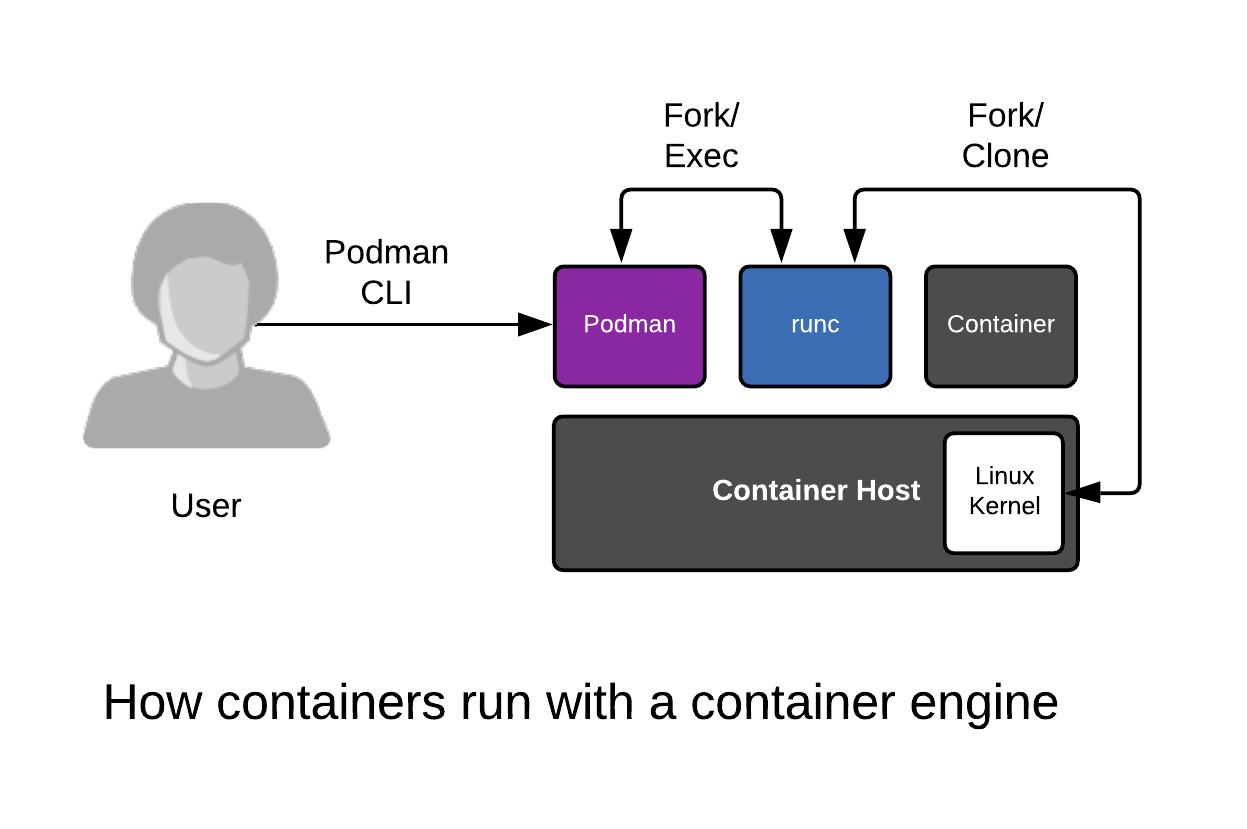 Fork/
Exec
Fork/
Clone
Podman
CLI
Podman
runc
Container
Container Host
Linux
Kernel
User
How containers run with a container engine